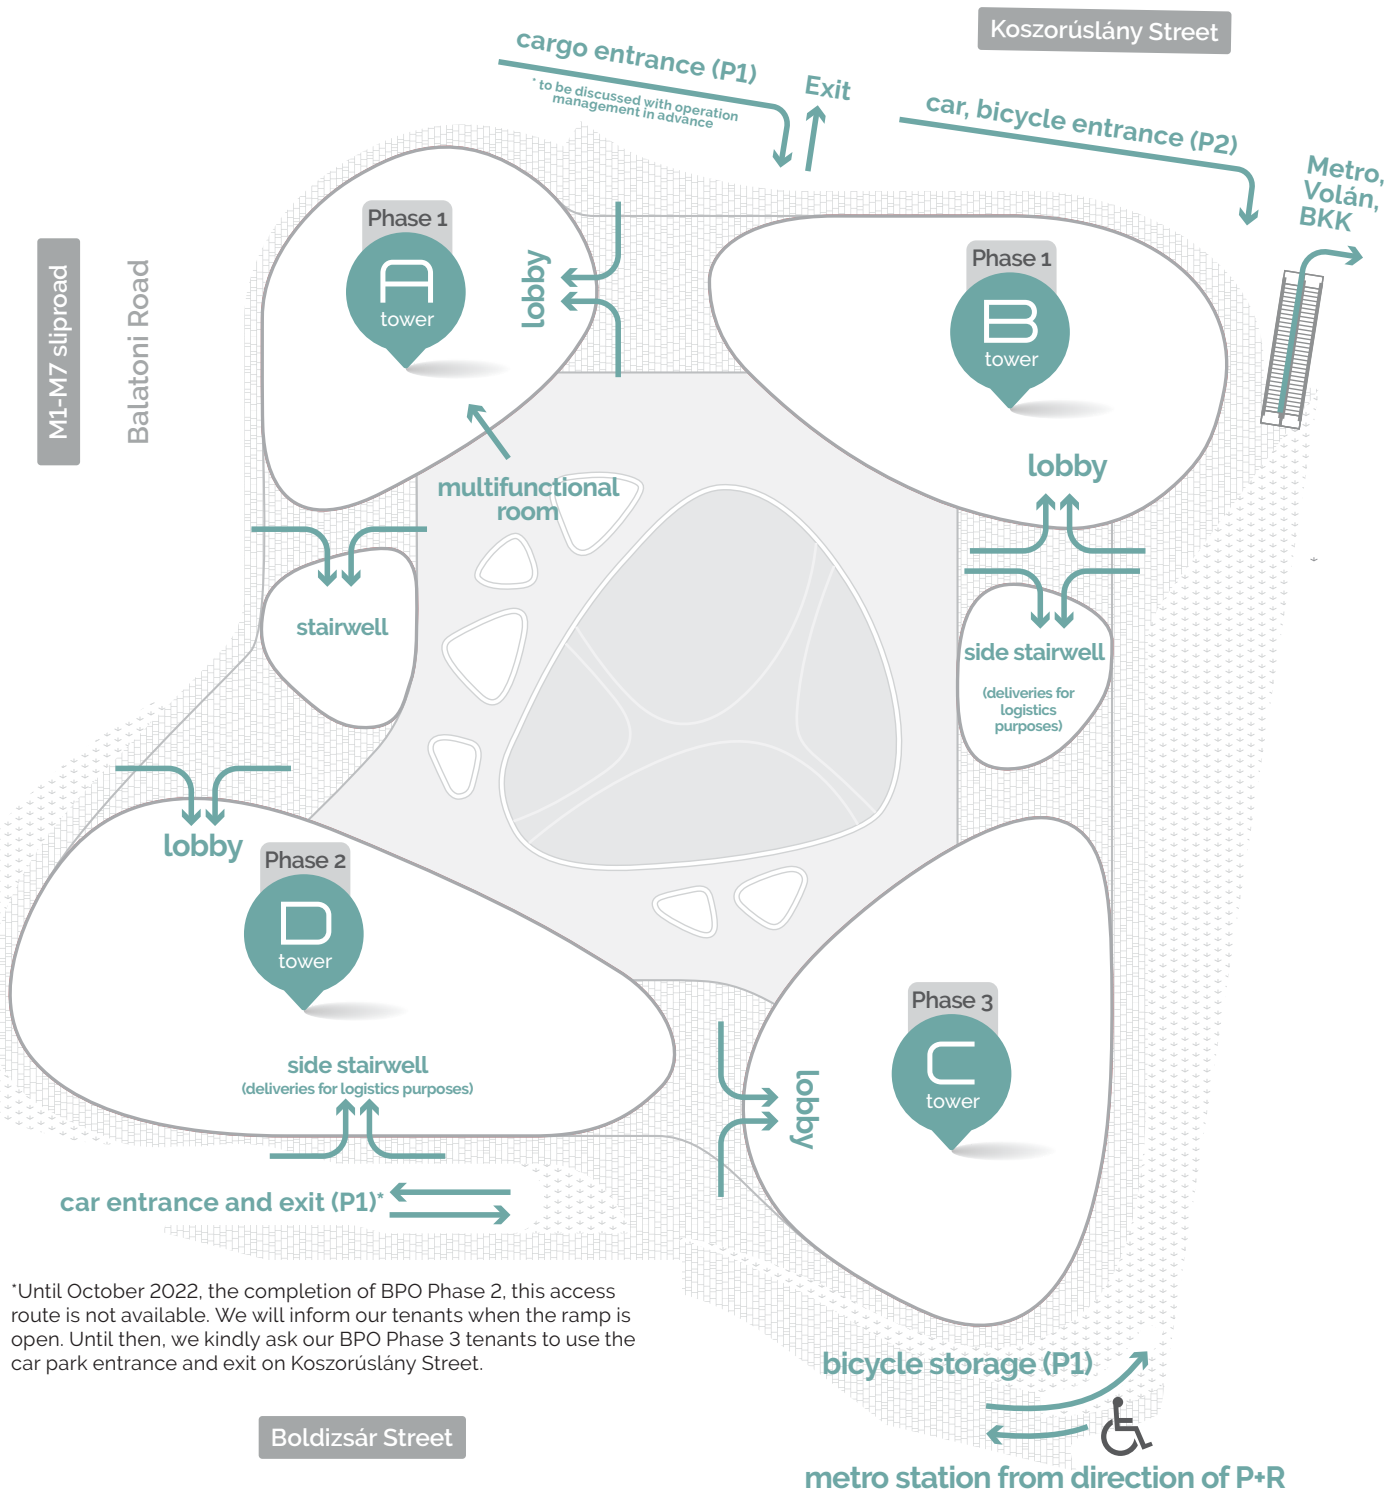 Koszorúslány Street
cargo entrance (P1)
* to be discussed with operation
management in advance
Exit
car, bicycle entrance (P2)
Metro,
Volán,
BKK
M1-M7 sliproad
Balatoni Road
Phase 1
A
tower
lobby
Phase 1
B
tower
lobby
multifunctional
room
stairwell
side stairwell
(deliveries for
logistics
purposes)
lobby
Phase 2
D
tower
side stairwell
(deliveries for logistics purposes)
Phase 3
C
tower
lobby
car entrance and exit (P1)*
*Until October 2022, the completion of BPO Phase 2, this access
route is not available. We will inform our tenants when the ramp is
open. Until then, we kindly ask our BPO Phase 3 tenants to use the
car park entrance and exit on Koszorúslány Street.
bicycle storage (P1)
Boldizsár Street
metro station from direction of P+R